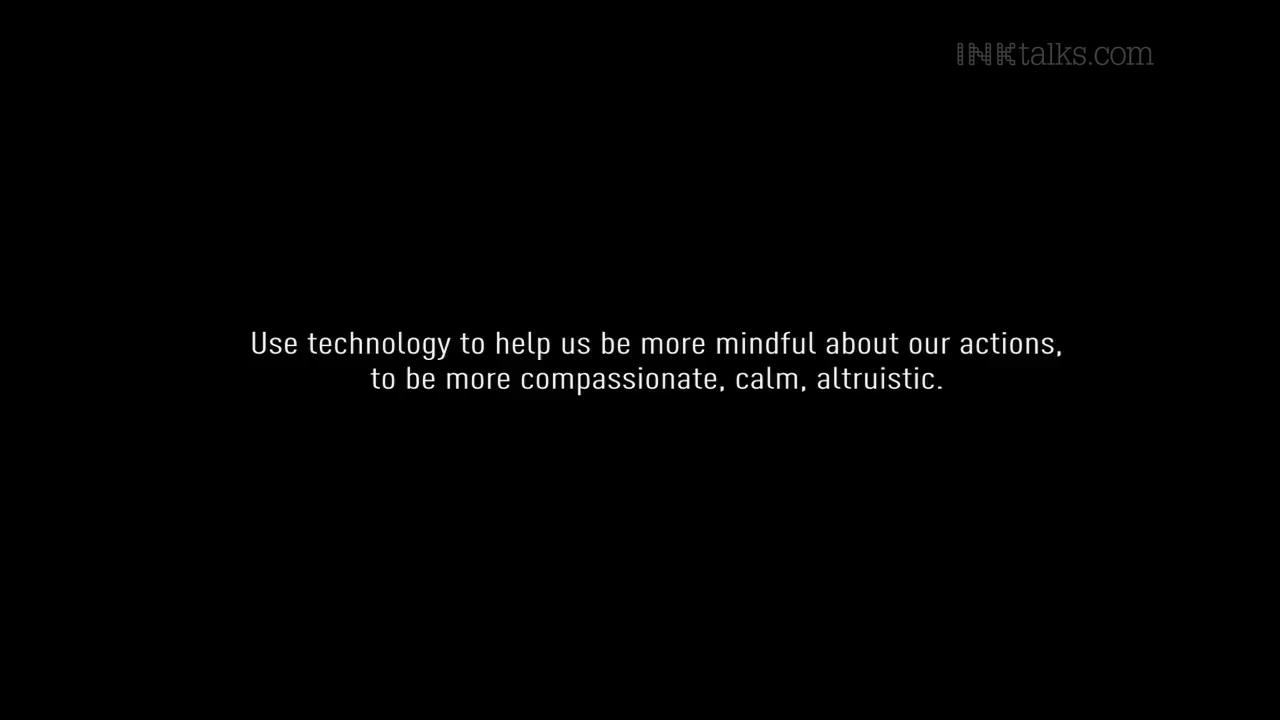 INKtalks.com
Use technology to help us be more mindful about our actions,
to be more compassionate, calm, altruistic.